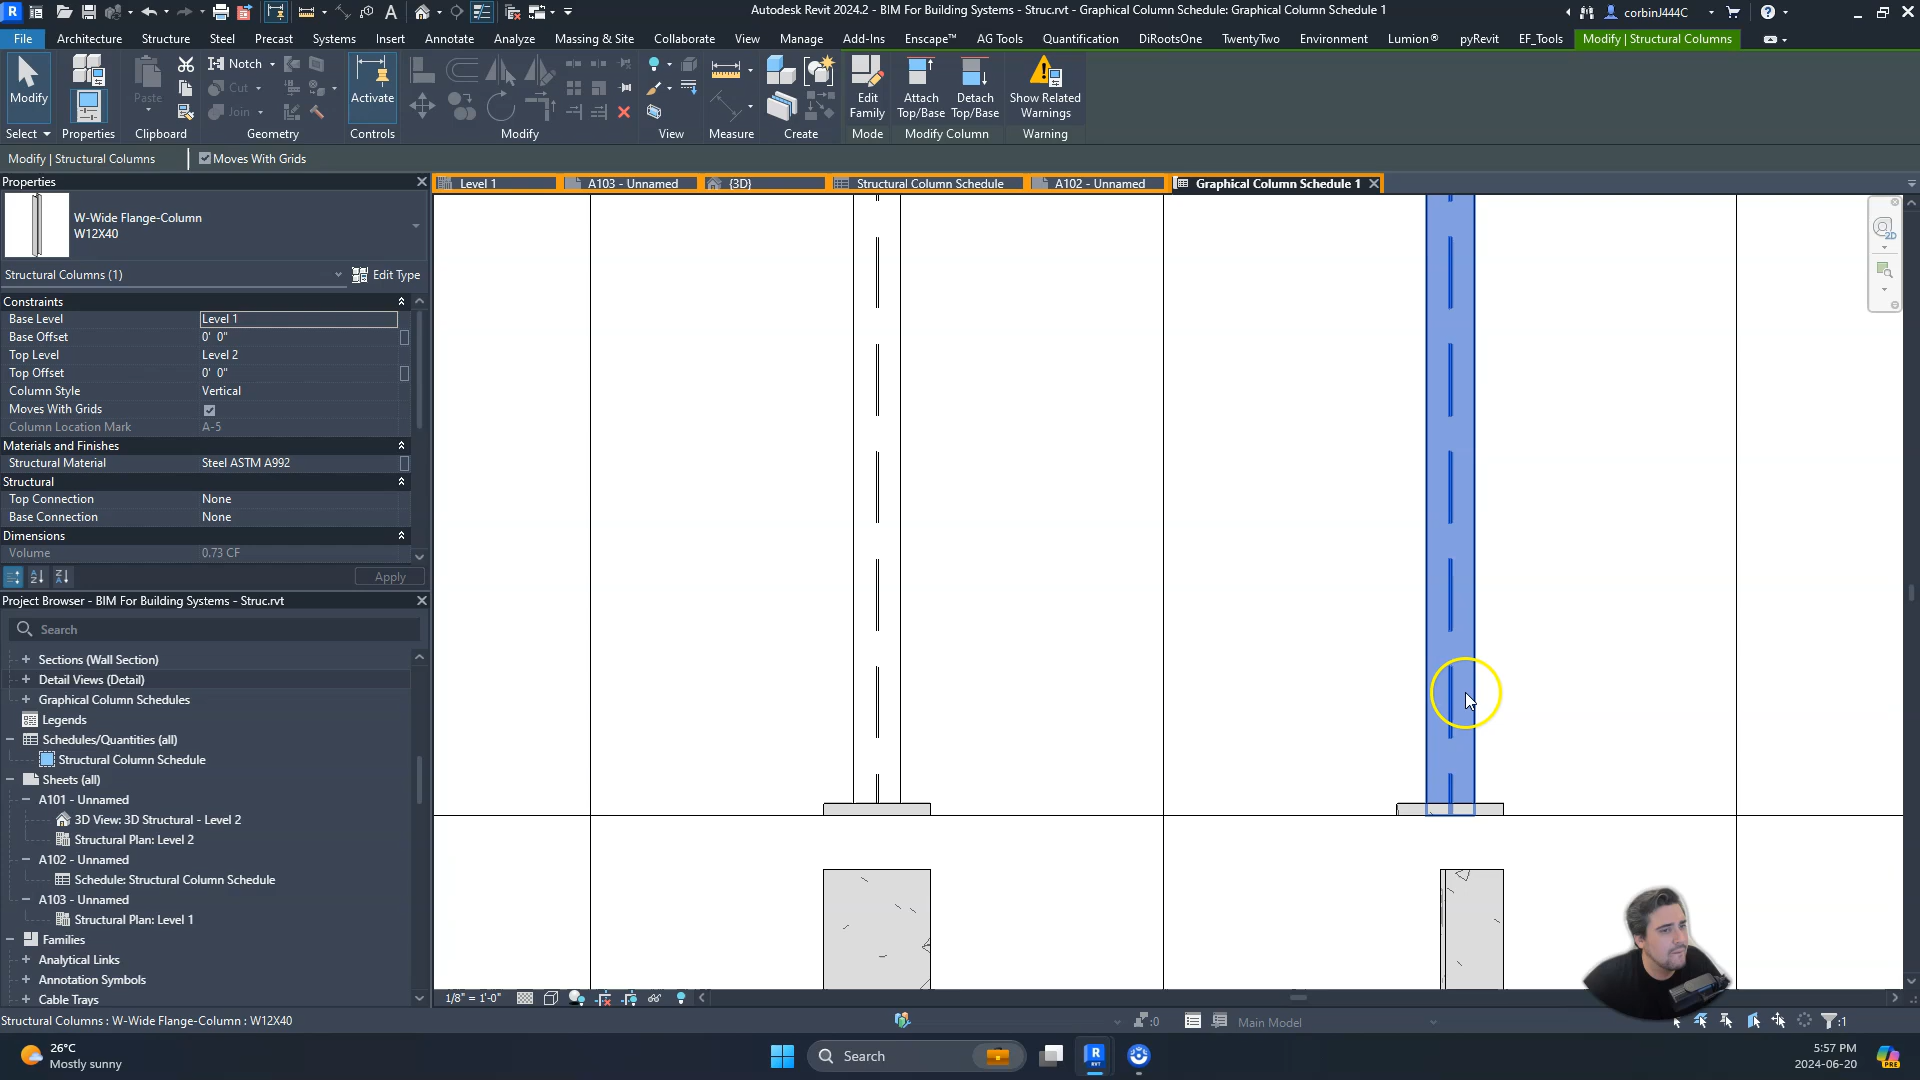 Autodesk Revit 2024.2 - BIM For Building Systems - Struc.rvt - Graphical Column Schedule: Graphical Column Schedule 1
corbinJ444C
File
Architecture
Structure
Steel
Precast
Systems
Insert
Annotate
Analyze
Massing & Site
Collaborate
View
Manage
Add-Ins
Enscape™
AG Tools
Quantification
DiRootsOne
TwentyTwo
Environment
Lumion®
pyRevit
EF_Tools
Modify | Structural Columns
Modify
Paste
Notch
Cut
Join
Activate
Edit Family
Attach Top/Base
Detach Top/Base
Show Related Warnings
Select
Properties
Clipboard
Geometry
Controls
Modify
View
Measure
Create
Mode
Modify Column
Warning
Modify | Structural Columns
Moves With Grids
Properties
W-Wide Flange-Column
W12X40
Structural Columns (1)
Edit Type
Constraints
Base Level Level 1
Base Offset 0' 0"
Top Level Level 2
Top Offset 0' 0"
Column Style Vertical
Moves With Grids
Column Location Mark A-5
Materials and Finishes
Structural Material Steel ASTM A992
Structural
Top Connection None
Base Connection None
Dimensions
Volume 0.73 CF
Apply
Level 1
A103 - Unnamed
{3D}
Structural Column Schedule
A102 - Unnamed
Graphical Column Schedule 1
2D
Project Browser - BIM For Building Systems - Struc.rvt
Search
Sections (Wall Section)
Detail Views (Detail)
Graphical Column Schedules
Legends
Schedules/Quantities (all)
Structural Column Schedule
Sheets (all)
A101 - Unnamed
3D View: 3D Structural - Level 2
Structural Plan: Level 2
A102 - Unnamed
Schedule: Structural Column Schedule
A103 - Unnamed
Structural Plan: Level 1
Families
Analytical Links
Annotation Symbols
Cable Trays
1/8" = 1'-0"
Structural Columns : W-Wide Flange-Column : W12X40
:0
Main Model
:1
26°C
Mostly sunny
Search
5:57 PM
2024-06-20